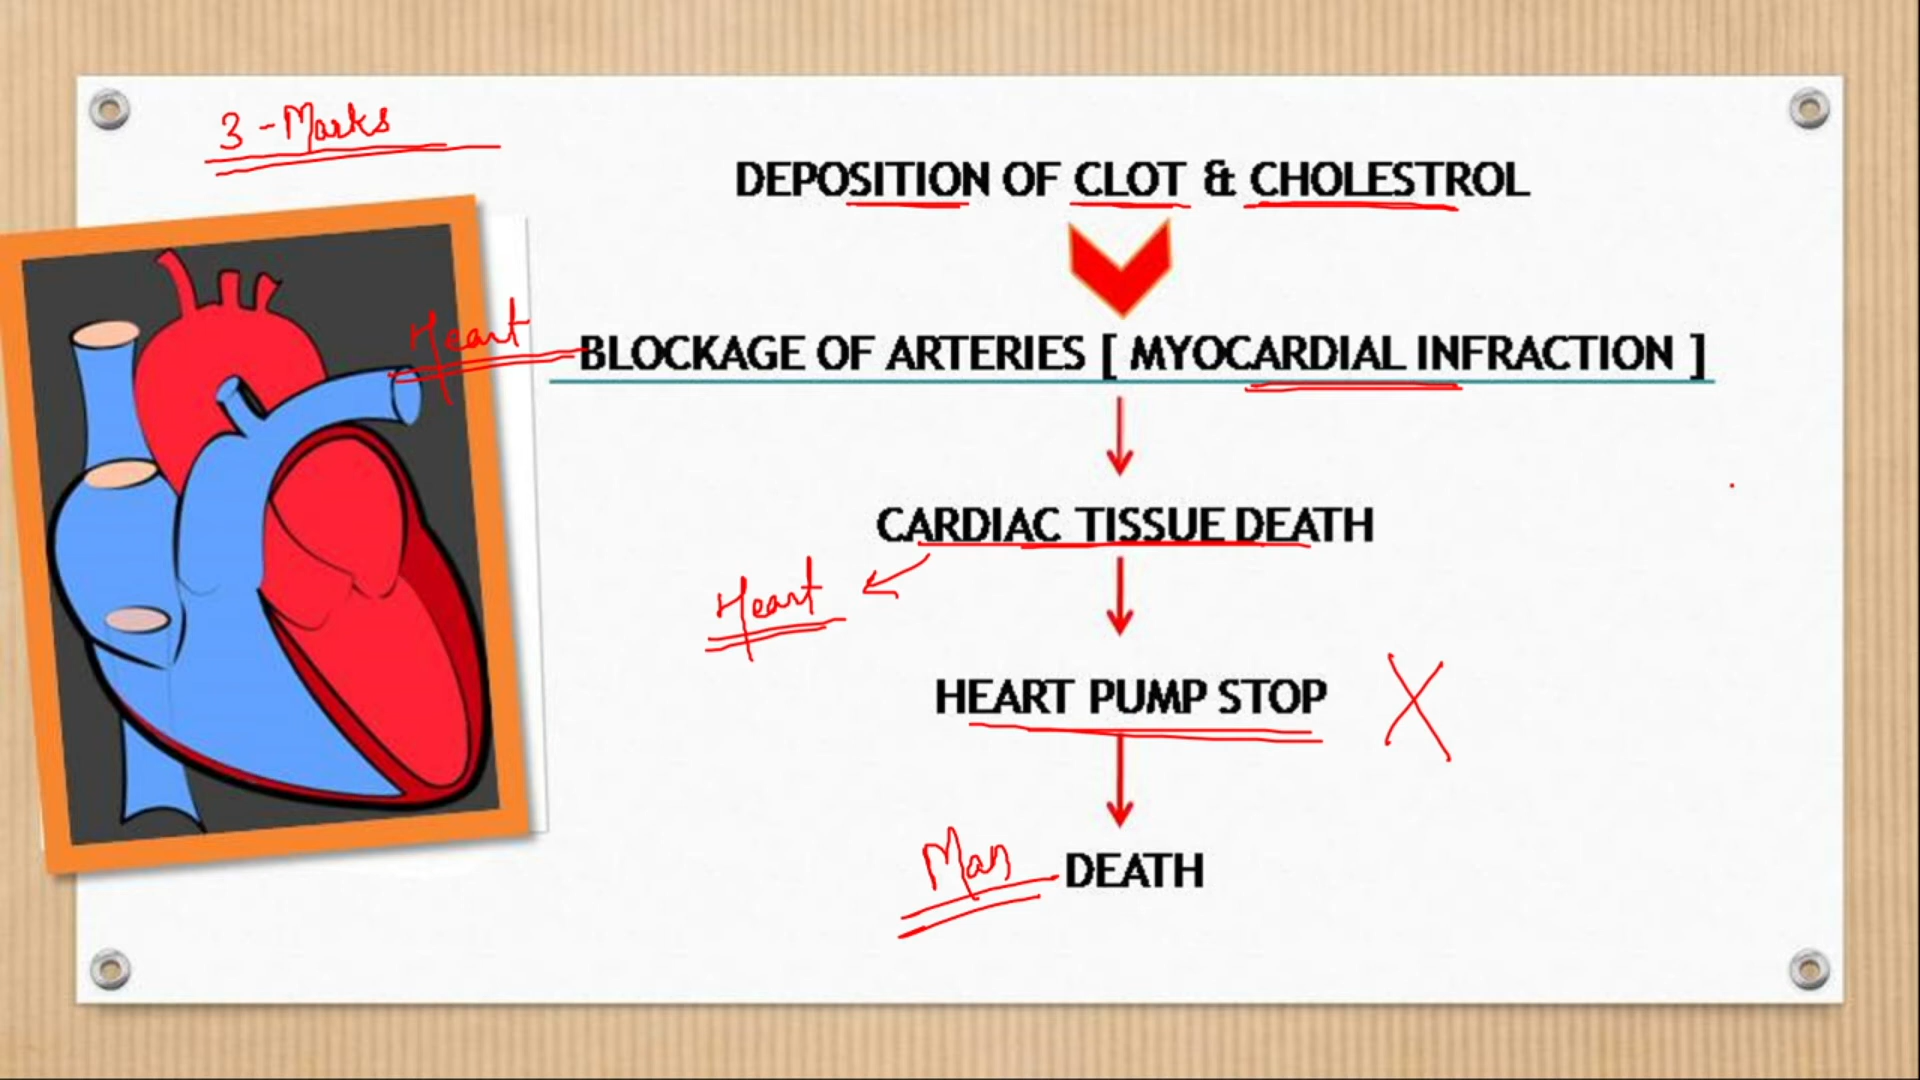 3-Marks
DEPOSITION OF CLOT & CHOLESTROL
Heart BLOCKAGE OF ARTERIES [ MYOCARDIAL INFRACTION ]
CARDIAC TISSUE DEATH
Heart
HEART PUMP STOP X
Man DEATH